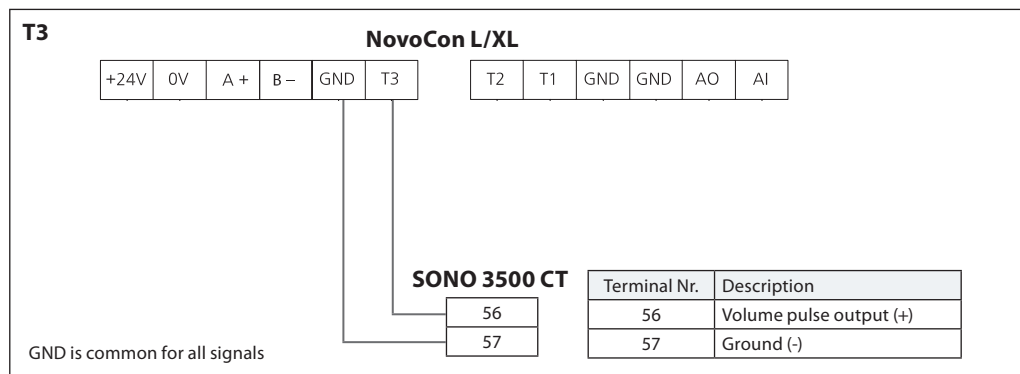 T3
NovoCon L/XL
+24V 0V A + B – GND T3 T2 T1 GND GND AO AI
SONO 3500 CT
56
57
Terminal Nr. Description
56 Volume pulse output (+)
57 Ground (-)
GND is common for all signals